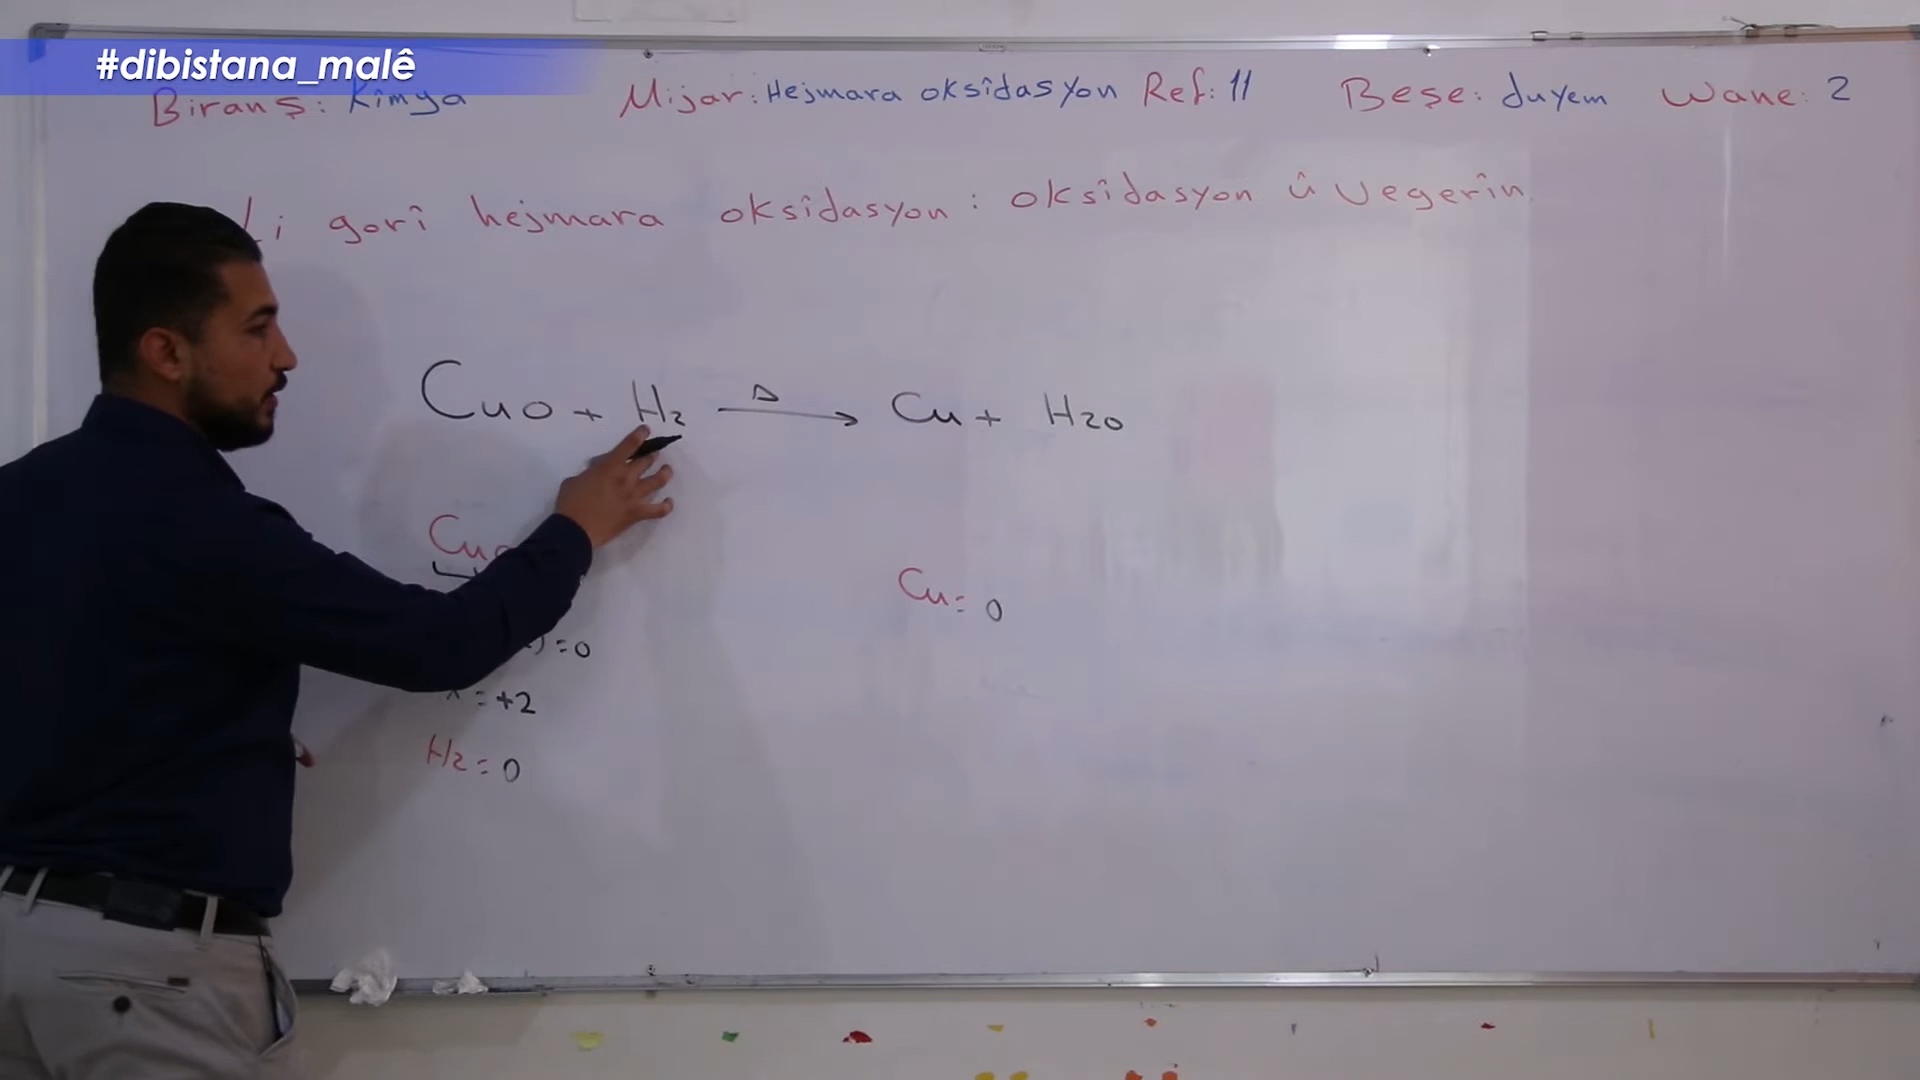 #dibistana_malê
Biranş: Kîmya Mijar: Hejmara oksîdasyon Ref: 11 Beşe: duyem Wane: 2
Li gorî hejmara oksîdasyon: oksîdasyon û vegerîn
CuO + H2 Δ → Cu + H2O
Cu
Cu = 0
) = 0
= +2
H2 = 0